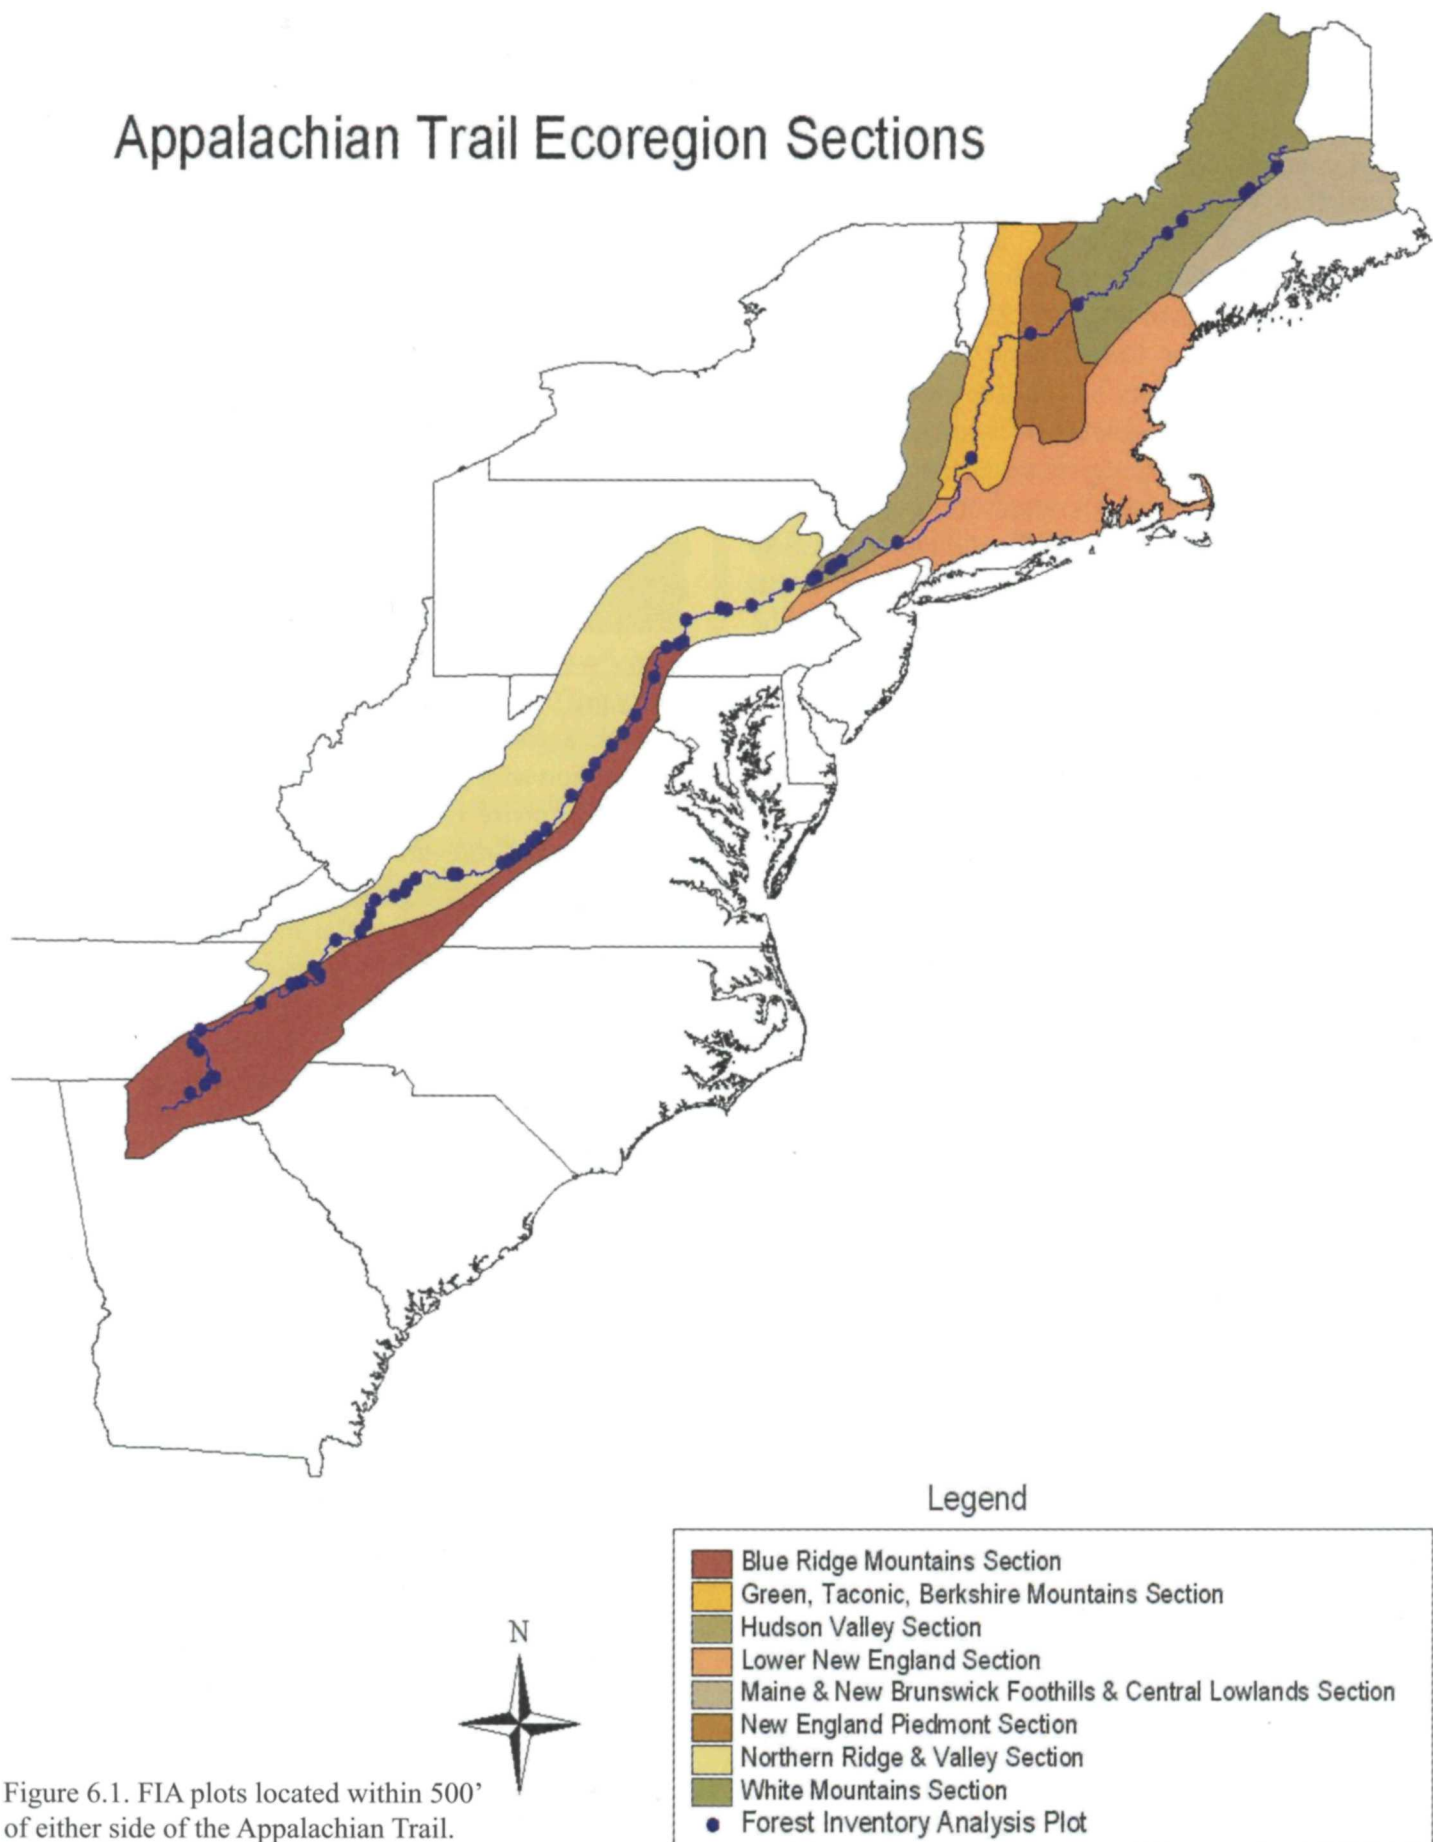 Appalachian Trail Ecoregion Sections
Legend
Blue Ridge Mountains Section
Green, Taconic, Berkshire Mountains Section
Hudson Valley Section
Lower New England Section
Maine & New Brunswick Foothills & Central Lowlands Section
New England Piedmont Section
Northern Ridge & Valley Section
White Mountains Section
Forest Inventory Analysis Plot
N
Figure 6.1. FIA plots located within 500’
of either side of the Appalachian Trail.